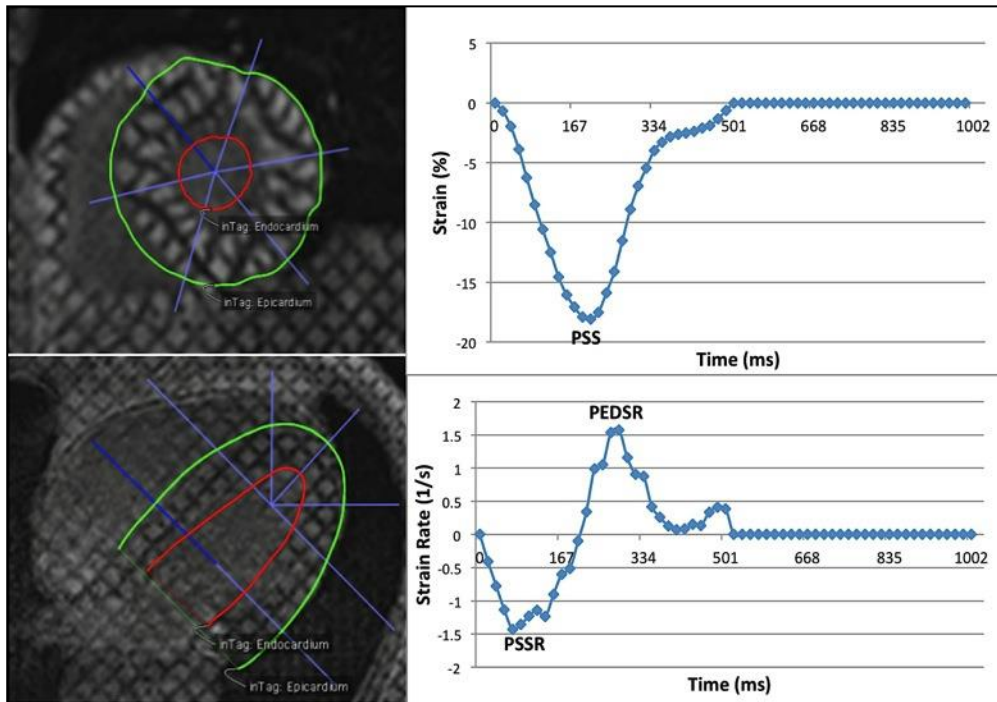 inTag: Endocardium
inTag: Epicardium
inTag: Endocardium
inTag: Epicardium
5
0
-5
-10
-15
-20
0 167 334 501 668 835 1002
Strain (%)
PSS
Time (ms)
2
1.5
1
0.5
0
-0.5
-1
-1.5
-2
0 167 334 501 668 835 1002
Strain Rate (1/s)
PEDSR
PSSR
Time (ms)